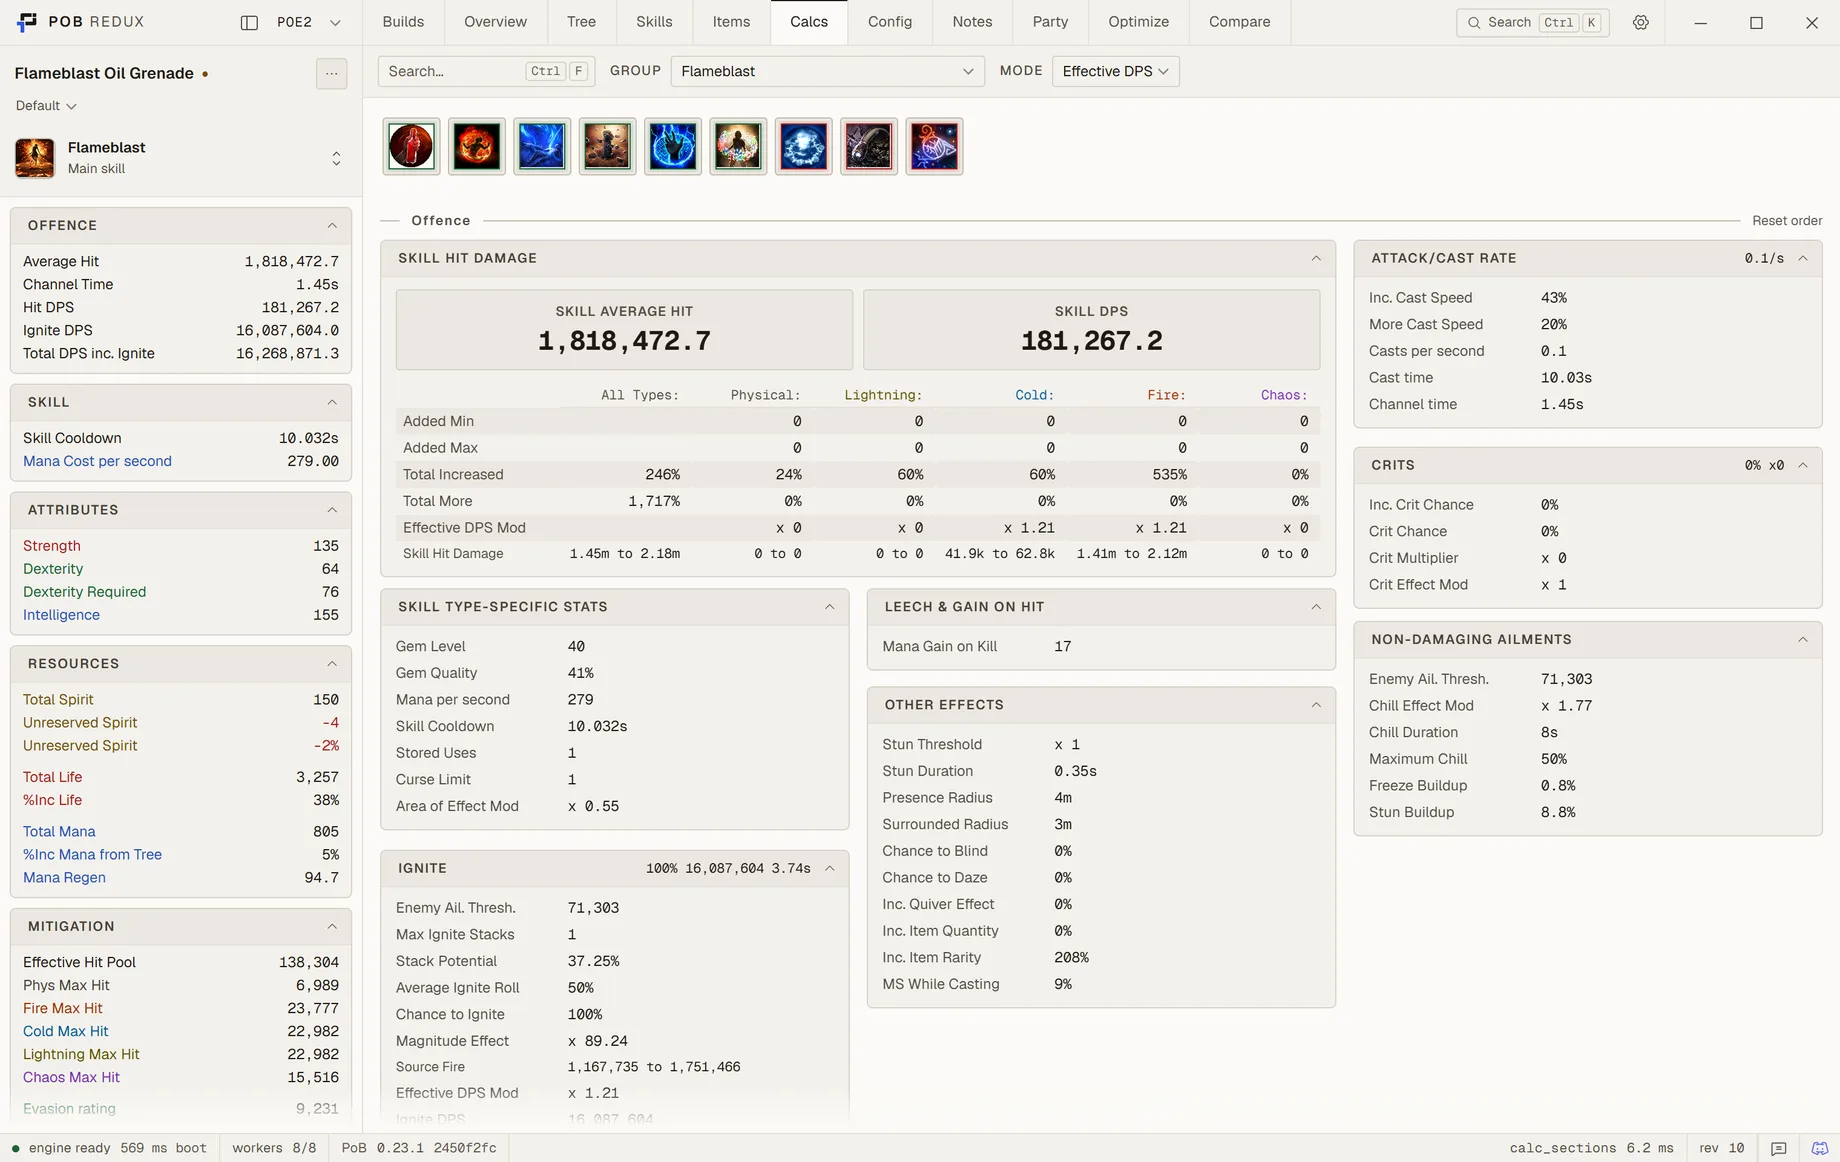 POB REDUX
POE2
Builds
Overview
Tree
Skills
Items
Calcs
Config
Notes
Party
Optimize
Compare
Search Ctrl K
Flameblast Oil Grenade
...
Default
Flameblast
Main skill
OFFENCE
Average Hit 1,818,472.7
Channel Time 1.45s
Hit DPS 181,267.2
Ignite DPS 16,087,604.0
Total DPS inc. Ignite 16,268,871.3
SKILL
Skill Cooldown 10.032s
Mana Cost per second 279.00
ATTRIBUTES
Strength 135
Dexterity 64
Dexterity Required 76
Intelligence 155
RESOURCES
Total Spirit 150
Unreserved Spirit -4
Unreserved Spirit -2%
Total Life 3,257
%Inc Life 38%
Total Mana 805
%Inc Mana from Tree 5%
Mana Regen 94.7
MITIGATION
Effective Hit Pool 138,304
Phys Max Hit 6,989
Fire Max Hit 23,777
Cold Max Hit 22,982
Lightning Max Hit 22,982
Chaos Max Hit 15,516
Evasion rating 9,231
Search... Ctrl F
GROUP Flameblast
MODE Effective DPS
Offence
Reset order
SKILL HIT DAMAGE
SKILL AVERAGE HIT
1,818,472.7
SKILL DPS
181,267.2
All Types: Physical: Lightning: Cold: Fire: Chaos:
Added Min 0 0 0 0 0
Added Max 0 0 0 0 0
Total Increased 246% 24% 60% 60% 535% 0%
Total More 1,717% 0% 0% 0% 0% 0%
Effective DPS Mod x 0 x 0 x 1.21 x 1.21 x 0
Skill Hit Damage 1.45m to 2.18m 0 to 0 0 to 0 41.9k to 62.8k 1.41m to 2.12m 0 to 0
SKILL TYPE-SPECIFIC STATS
Gem Level 40
Gem Quality 41%
Mana per second 279
Skill Cooldown 10.032s
Stored Uses 1
Curse Limit 1
Area of Effect Mod x 0.55
IGNITE 100% 16,087,604 3.74s
Enemy Ail. Thresh. 71,303
Max Ignite Stacks 1
Stack Potential 37.25%
Average Ignite Roll 50%
Chance to Ignite 100%
Magnitude Effect x 89.24
Source Fire 1,167,735 to 1,751,466
Effective DPS Mod x 1.21
Ignite DPS 16,087,604
LEECH & GAIN ON HIT
Mana Gain on Kill 17
OTHER EFFECTS
Stun Threshold x 1
Stun Duration 0.35s
Presence Radius 4m
Surrounded Radius 3m
Chance to Blind 0%
Chance to Daze 0%
Inc. Quiver Effect 0%
Inc. Item Quantity 0%
Inc. Item Rarity 208%
MS While Casting 9%
ATTACK/CAST RATE 0.1/s
Inc. Cast Speed 43%
More Cast Speed 20%
Casts per second 0.1
Cast time 10.03s
Channel time 1.45s
CRITS 0% x0
Inc. Crit Chance 0%
Crit Chance 0%
Crit Multiplier x 0
Crit Effect Mod x 1
NON-DAMAGING AILMENTS
Enemy Ail. Thresh. 71,303
Chill Effect Mod x 1.77
Chill Duration 8s
Maximum Chill 50%
Freeze Buildup 0.8%
Stun Buildup 8.8%
engine ready 569 ms boot
workers 8/8
PoB 0.23.1 2450f2fc
calc_sections 6.2 ms
rev 10